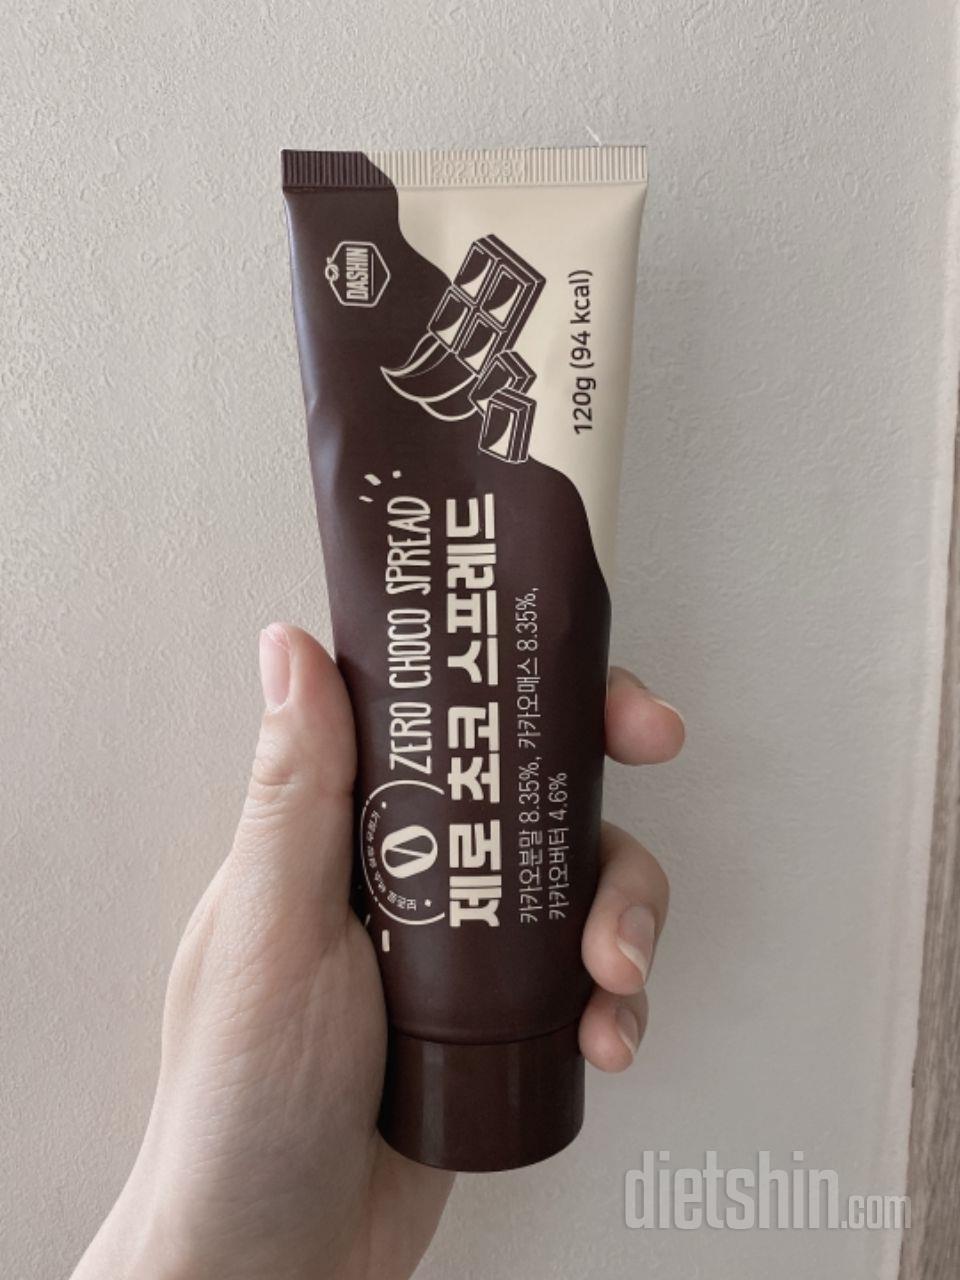 DASHIN
ZERO CHOCO SPREAD
제로 초코 스프레드
카카오분말 8.35%, 카카오매스 8.35%,
카카오버터 4.6%
120g (94 kcal)
dietshin.com